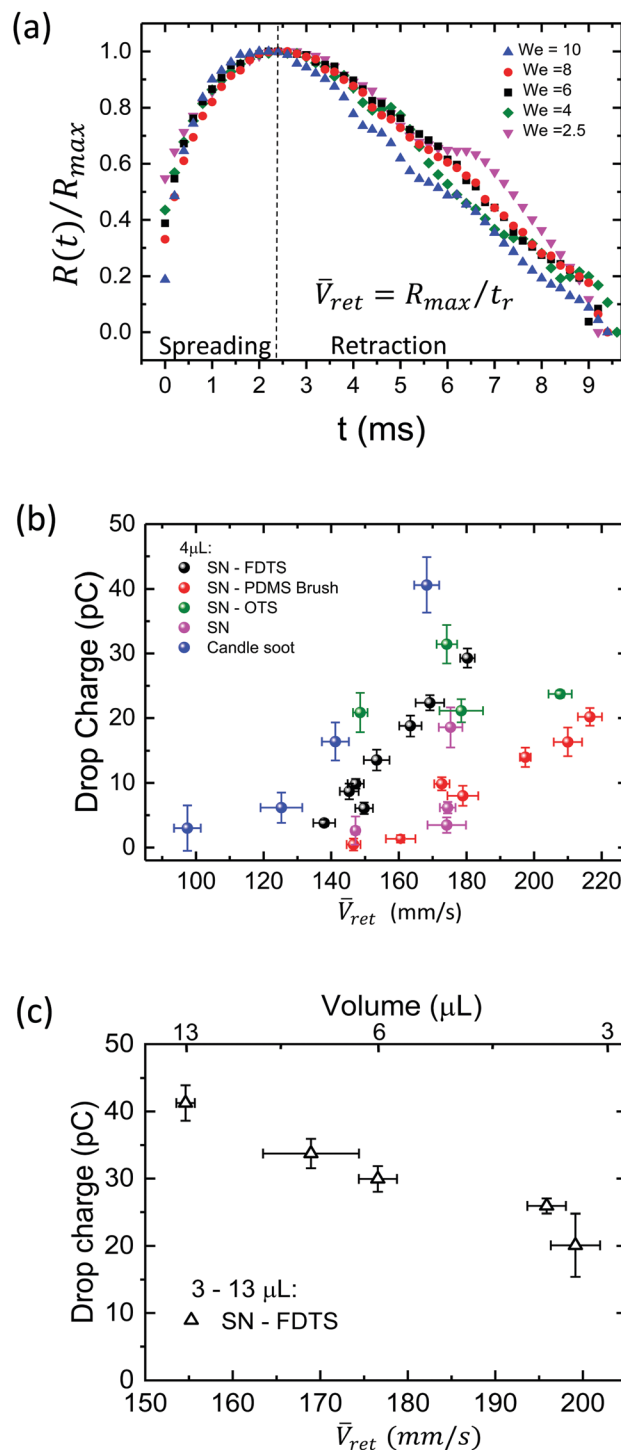 (a)
1.0
0.8
0.6
0.4
0.2
0.0
R(t)/R_max
We = 10
We =8
We =6
We =4
We =2.5
V̄_ret = R_max/t_r
Spreading
Retraction
0 1 2 3 4 5 6 7 8 9
t (ms)
(b)
50
40
30
20
10
0
Drop Charge (pC)
4μL:
SN - FDTS
SN - PDMS Brush
SN - OTS
SN
Candle soot
100 120 140 160 180 200 220
V̄_ret (mm/s)
(c)
Volume (μL)
13 6 3
50
40
30
20
10
0
Drop charge (pC)
3 - 13 μL:
SN - FDTS
150 160 170 180 190 200
V̄_ret (mm/s)